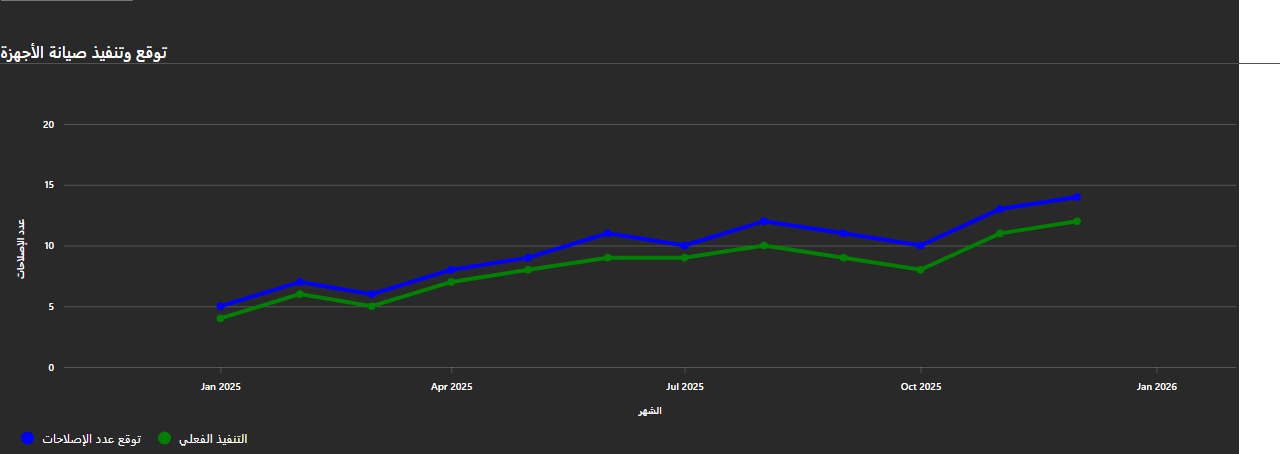 توقع وتنفيذ صيانة الأجهزة
20
15
10
5
0
عدد الإصلاحات
Jan 2025
Apr 2025
Jul 2025
Oct 2025
Jan 2026
الشهر
توقع عدد الإصلاحات
التنفيذ الفعلي